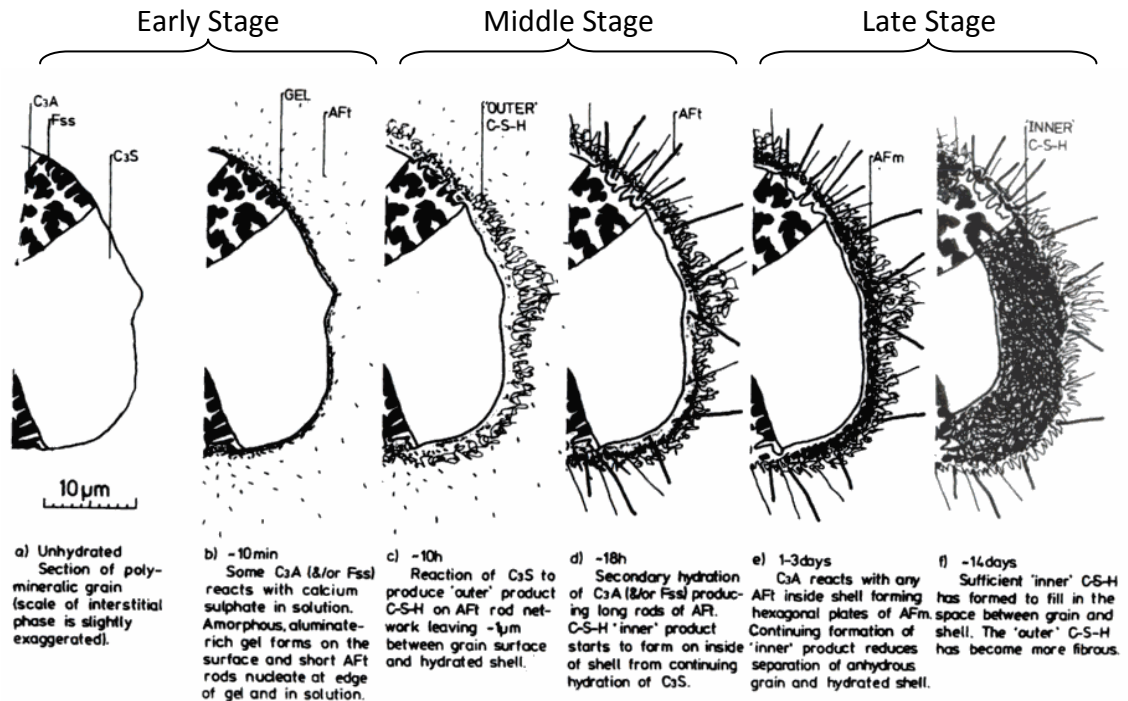 Early Stage
Middle Stage
Late Stage
C₃A
Fss
C₃S
GEL
AFt
'OUTER'
C-S-H
AFt
AFm
'INNER'
C-S-H
10 μm
a) Unhydrated
Section of poly-
mineralic grain
(scale of interstitial
phase is slightly
exaggerated).
b) ~10min
Some C₃A (&/or Fss)
reacts with calcium
sulphate in solution.
Amorphous, aluminate-
rich gel forms on the
surface and short AFt
rods nucleate at edge
of gel and in solution.
c) ~10h
Reaction of C₃S to
produce 'outer' product
C-S-H on AFt rod net-
work leaving ~1μm
between grain surface
and hydrated shell.
d) ~18h
Secondary hydration
of C₃A (&/or Fss) produc-
ing long rods of AFt.
C-S-H 'inner' product
starts to form on inside
of shell from continuing
hydration of C₃S.
e) 1-3days
C₃A reacts with any
AFt inside shell forming
hexagonal plates of AFm.
Continuing formation of
'inner' product reduces
separation of anhydrous
grain and hydrated shell.
f) ~14days
Sufficient 'inner' C-S-H
has formed to fill in the
space between grain and
shell. The 'outer' C-S-H
has become more fibrous.